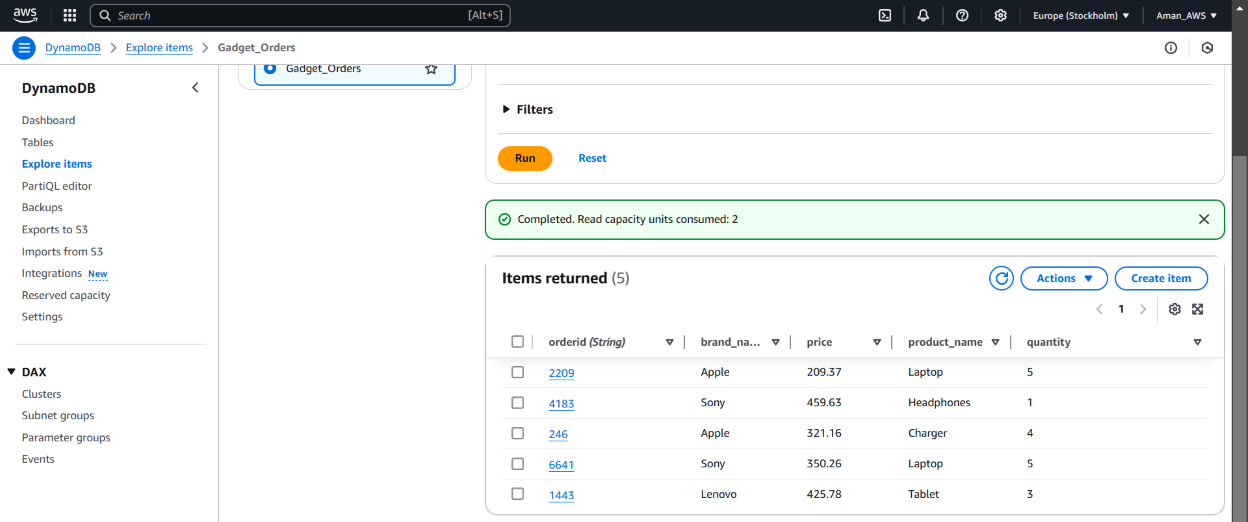 aws Search [Alt+S] Europe (Stockholm) Aman_AWS
DynamoDB > Explore items > Gadget_Orders
DynamoDB
Dashboard
Tables
Explore items
PartiQL editor
Backups
Exports to S3
Imports from S3
Integrations New
Reserved capacity
Settings
DAX
Clusters
Subnet groups
Parameter groups
Events
Gadget_Orders
Filters
Run Reset
Completed. Read capacity units consumed: 2
Items returned (5) Actions Create item
1
orderid (String) brand_na... price product_name quantity
2209 Apple 209.37 Laptop 5
4183 Sony 459.63 Headphones 1
246 Apple 321.16 Charger 4
6641 Sony 350.26 Laptop 5
1443 Lenovo 425.78 Tablet 3